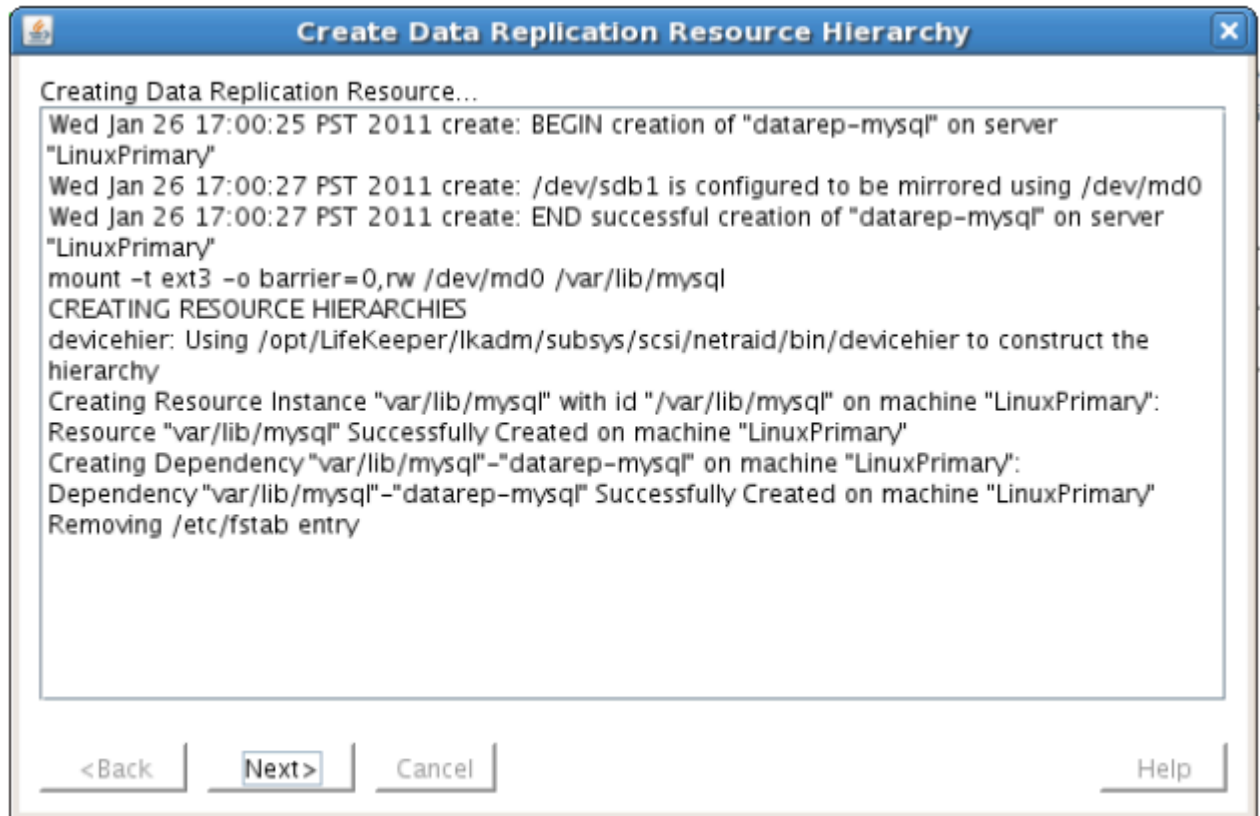 Create Data Replication Resource Hierarchy
Creating Data Replication Resource...
Wed Jan 26 17:00:25 PST 2011 create: BEGIN creation of "datarep-mysql" on server
"LinuxPrimary"
Wed Jan 26 17:00:27 PST 2011 create: /dev/sdb1 is configured to be mirrored using /dev/md0
Wed Jan 26 17:00:27 PST 2011 create: END successful creation of "datarep-mysql" on server
"LinuxPrimary"
mount -t ext3 -o barrier=0,rw /dev/md0 /var/lib/mysql
CREATING RESOURCE HIERARCHIES
devicehier: Using /opt/LifeKeeper/lkadm/subsys/scsi/netraid/bin/devicehier to construct the
hierarchy
Creating Resource Instance "var/lib/mysql" with id "/var/lib/mysql" on machine "LinuxPrimary":
Resource "var/lib/mysql" Successfully Created on machine "LinuxPrimary"
Creating Dependency "var/lib/mysql"-"datarep-mysql" on machine "LinuxPrimary":
Dependency "var/lib/mysql"-"datarep-mysql" Successfully Created on machine "LinuxPrimary"
Removing /etc/fstab entry
<Back Next> Cancel Help